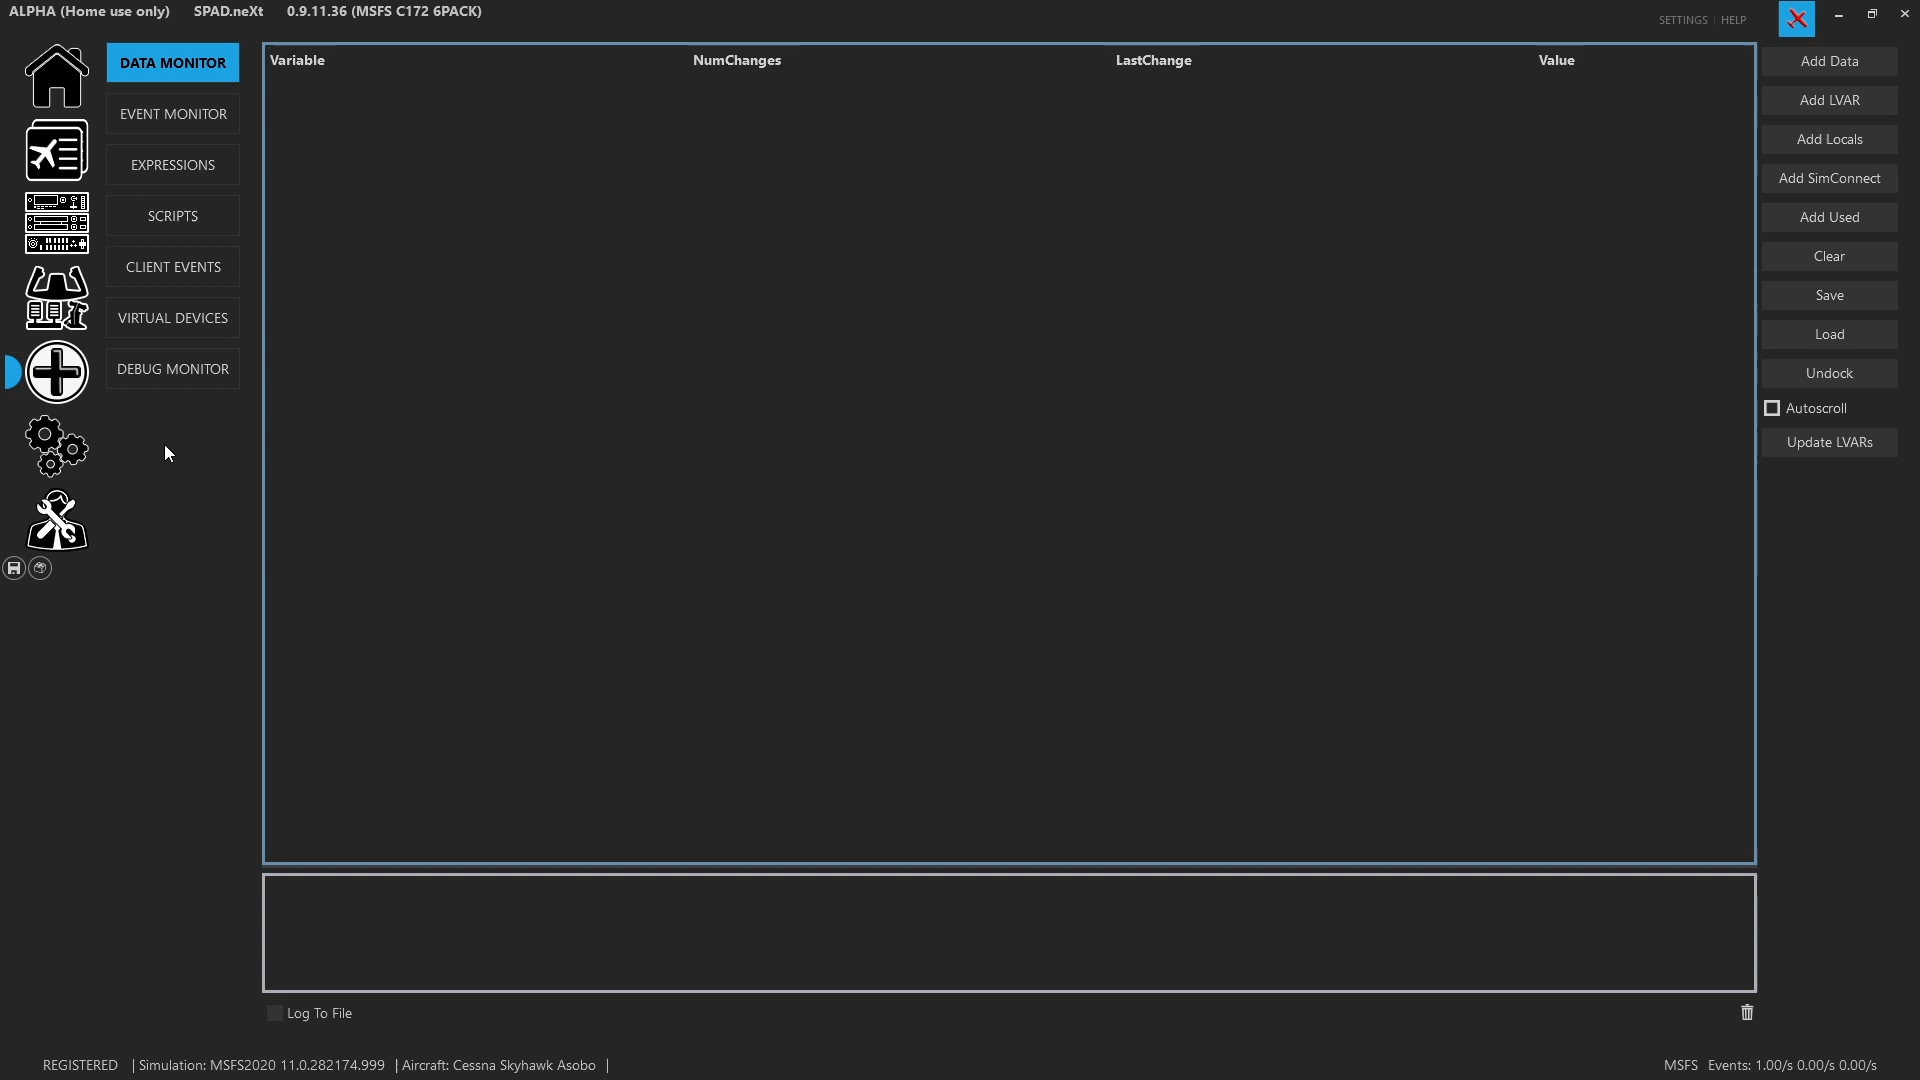 ALPHA (Home use only) SPAD.neXt 0.9.11.36 (MSFS C172 6PACK)
SETTINGS | HELP
DATA MONITOR
EVENT MONITOR
EXPRESSIONS
SCRIPTS
CLIENT EVENTS
VIRTUAL DEVICES
DEBUG MONITOR
Variable NumChanges LastChange Value
Add Data
Add LVAR
Add Locals
Add SimConnect
Add Used
Clear
Save
Load
Undock
Autoscroll
Update LVARs
Log To File
REGISTERED | Simulation: MSFS2020 11.0.282174.999 | Aircraft: Cessna Skyhawk Asobo |
MSFS Events: 1.00/s 0.00/s 0.00/s